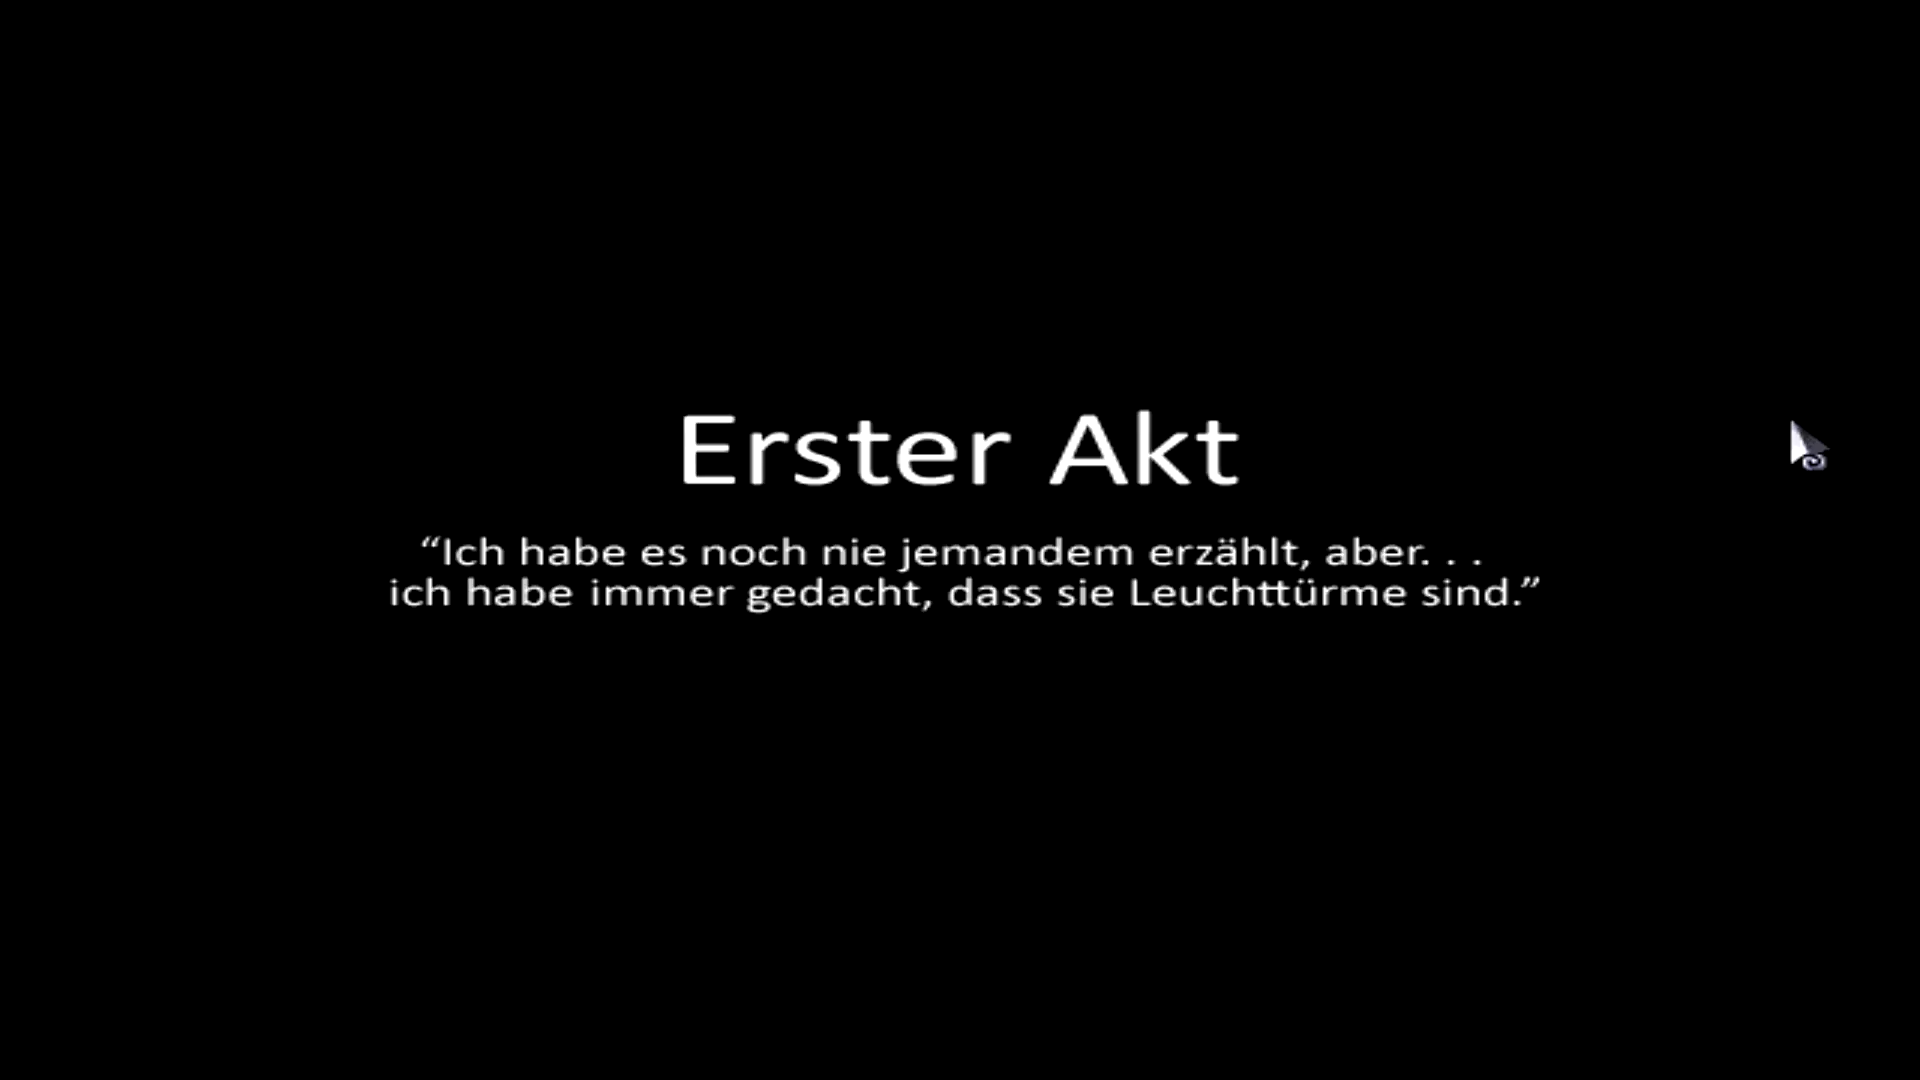 Erster Akt
“Ich habe es noch nie jemandem erzählt, aber. . .
ich habe immer gedacht, dass sie Leuchttürme sind.”